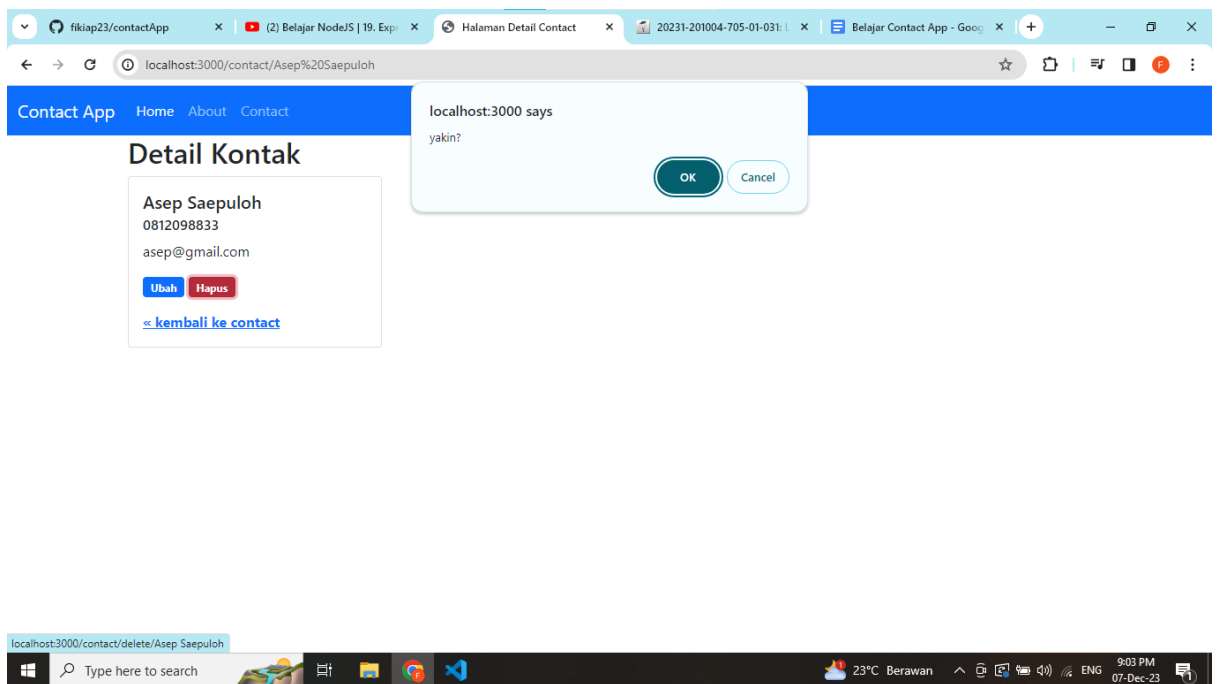 fikiap23/contactApp
(2) Belajar NodeJS | 19. Expr
Halaman Detail Contact
20231-201004-705-01-031: L
Belajar Contact App - Goog
localhost:3000/contact/Asep%20Saepuloh
F
Contact App Home About Contact
localhost:3000 says
yakin?
OK Cancel
Detail Kontak
Asep Saepuloh
0812098833
asep@gmail.com
Ubah Hapus
« kembali ke contact
localhost:3000/contact/delete/Asep Saepuloh
Type here to search
23°C Berawan
ENG
9:03 PM
07-Dec-23
1